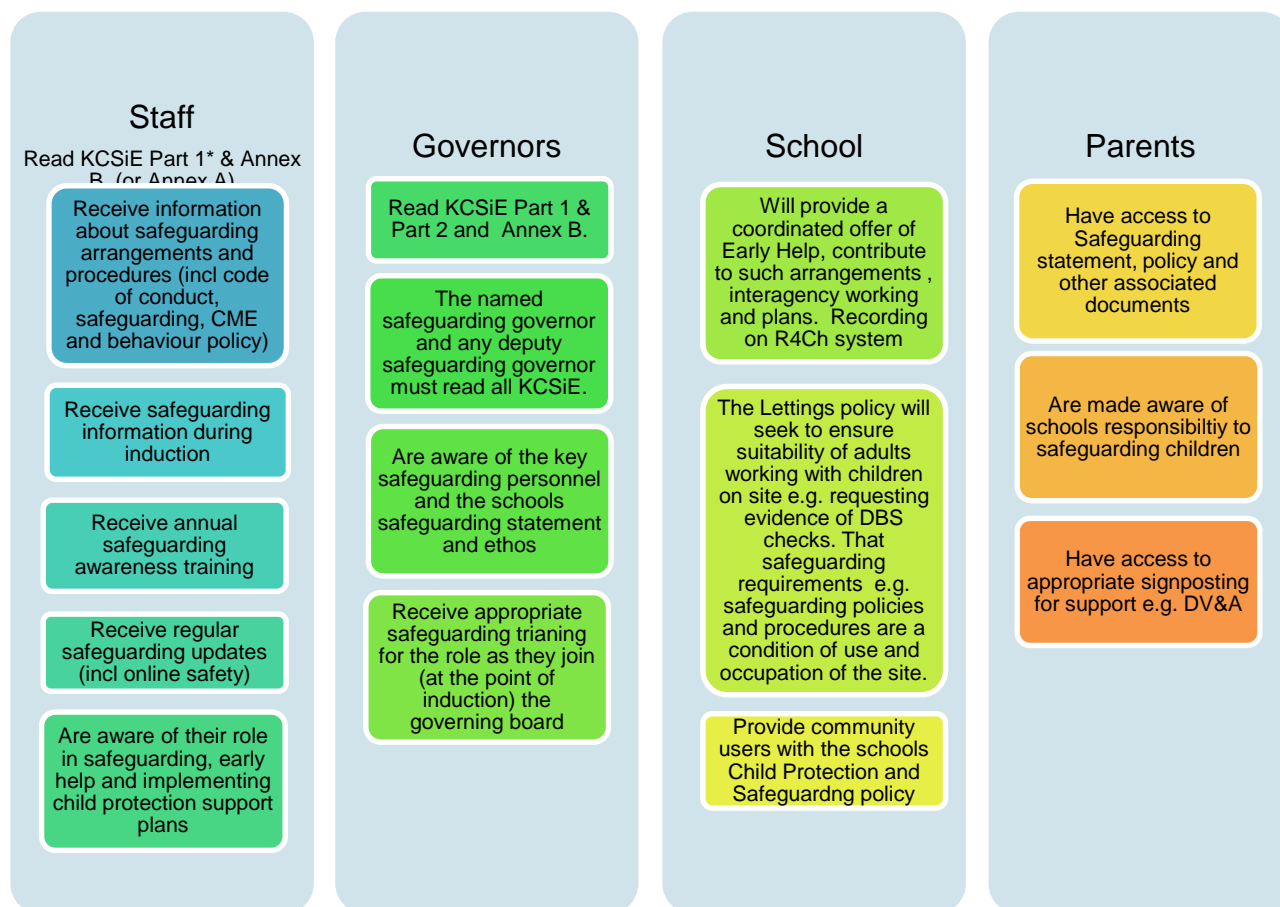 Staff
Read KCSiE Part 1* & Annex
B (or Annex A)
Receive information
about safeguarding
arrangements and
procedures (incl code
of conduct,
safeguarding, CME
and behaviour policy)
Receive safeguarding
information during
induction
Receive annual
safeguarding
awareness training
Receive regular
safeguarding updates
(incl online safety)
Are aware of their role
in safeguarding, early
help and implementing
child protection support
plans
Governors
Read KCSiE Part 1 &
Part 2 and Annex B.
The named
safeguarding governor
and any deputy
safeguarding governor
must read all KCSiE.
Are aware of the key
safeguarding personnel
and the schools
safeguarding statement
and ethos
Receive appropriate
safeguarding trianing
for the role as they join
(at the point of
induction) the
governing board
School
Will provide a
coordinated offer of
Early Help, contribute
to such arrangements ,
interagency working
and plans. Recording
on R4Ch system
The Lettings policy will
seek to ensure
suitability of adults
working with children
on site e.g. requesting
evidence of DBS
checks. That
safeguarding
requirements e.g.
safeguarding policies
and procedures are a
condition of use and
occupation of the site.
Provide community
users with the schools
Child Protection and
Safeguardng policy
Parents
Have access to
Safeguarding
statement, policy and
other associated
documents
Are made aware of
schools responsibiltiy to
safeguarding children
Have access to
appropriate signposting
for support e.g. DV&A